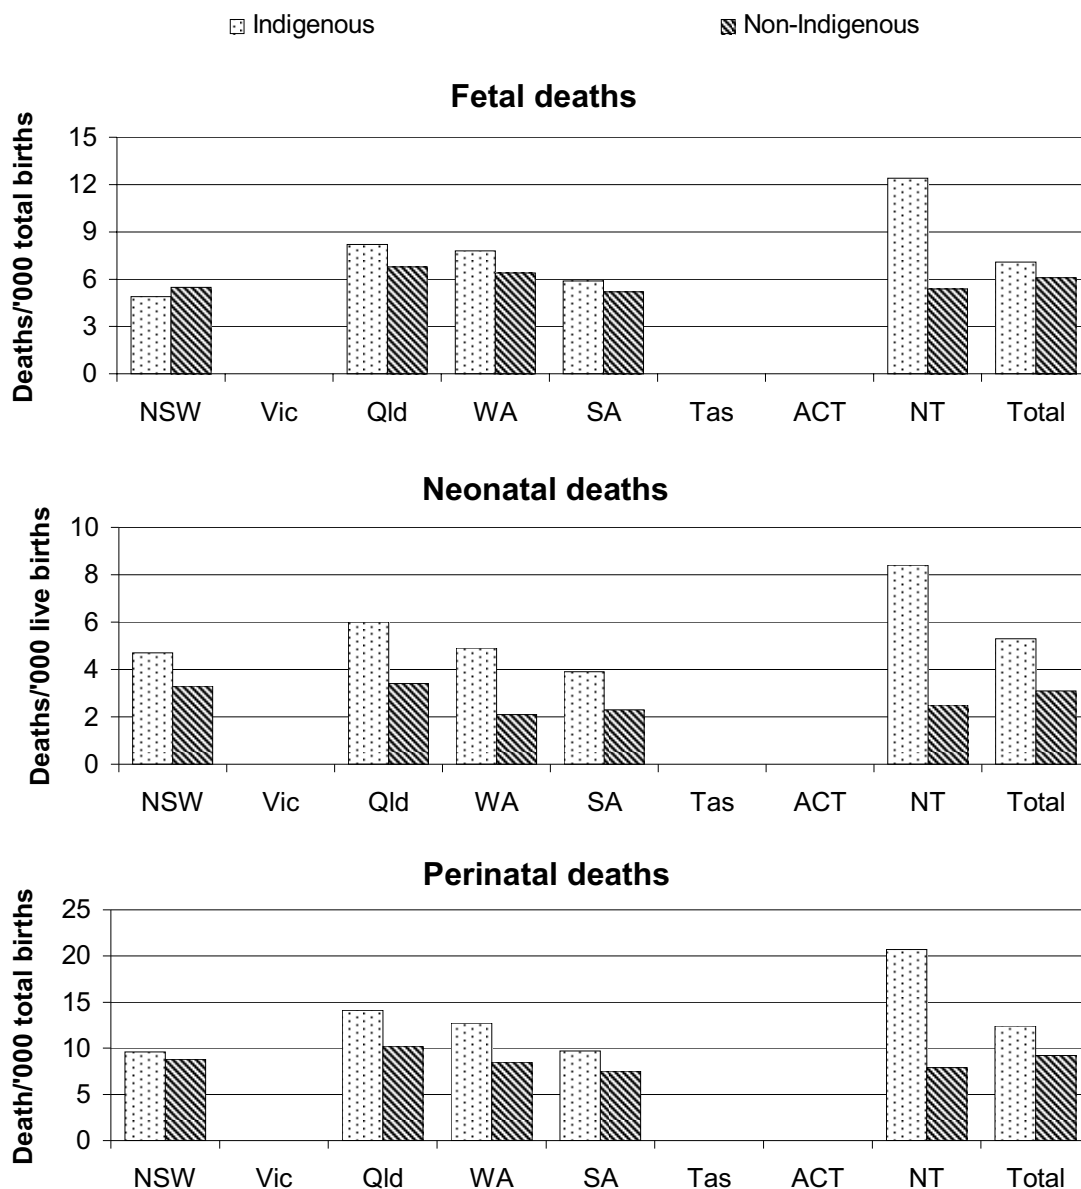 Indigenous Non-Indigenous
Fetal deaths
Deaths/'000 total births
15
12
9
6
3
0
NSW Vic Qld WA SA Tas ACT NT Total
Neonatal deaths
Deaths/'000 live births
10
8
6
4
2
0
NSW Vic Qld WA SA Tas ACT NT Total
Perinatal deaths
Death/'000 total births
25
20
15
10
5
0
NSW Vic Qld WA SA Tas ACT NT Total